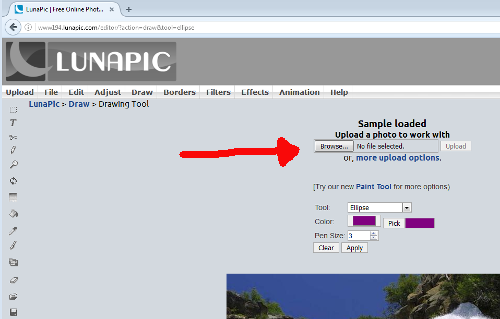 LunaPic | Free Online Phot...
www194.lunapic.com/editor/?action=draw&tool=ellipse
LUNAPIC
Upload File Edit Adjust Draw Borders Filters Effects Animation Help
LunaPic > Draw > Drawing Tool
Sample loaded
Upload a photo to work with
Browse... No file selected. Upload
or, more upload options.
(Try our new Paint Tool for more options)
Tool: Ellipse
Color: Pick
Pen Size: 3
Clear Apply